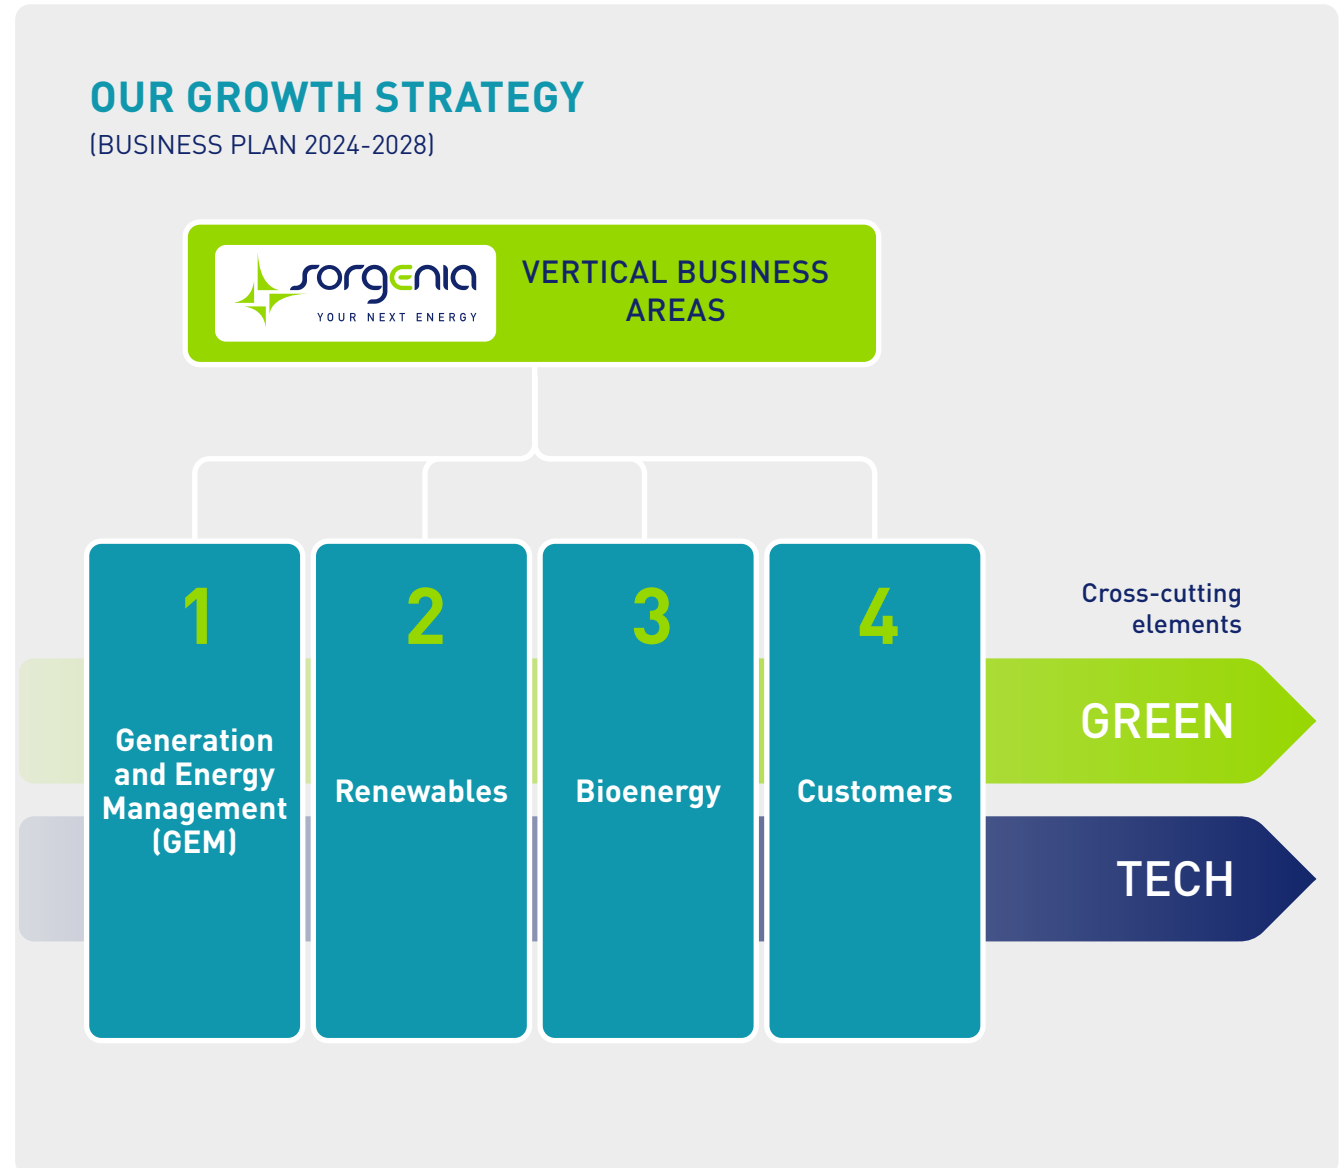 OUR GROWTH STRATEGY
(BUSINESS PLAN 2024-2028)
sorgenia
YOUR NEXT ENERGY
VERTICAL BUSINESS
AREAS
1
Generation
and Energy
Management
(GEM)
2
Renewables
3
Bioenergy
4
Customers
Cross-cutting
elements
GREEN
TECH